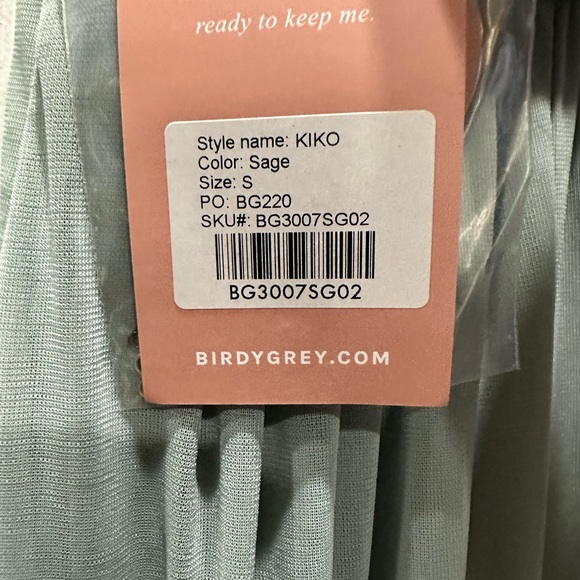 ready to keep me.
Style name: KIKO
Color: Sage
Size: S
PO: BG220
SKU#: BG3007SG02
BG3007SG02
BIRDYGREY.COM